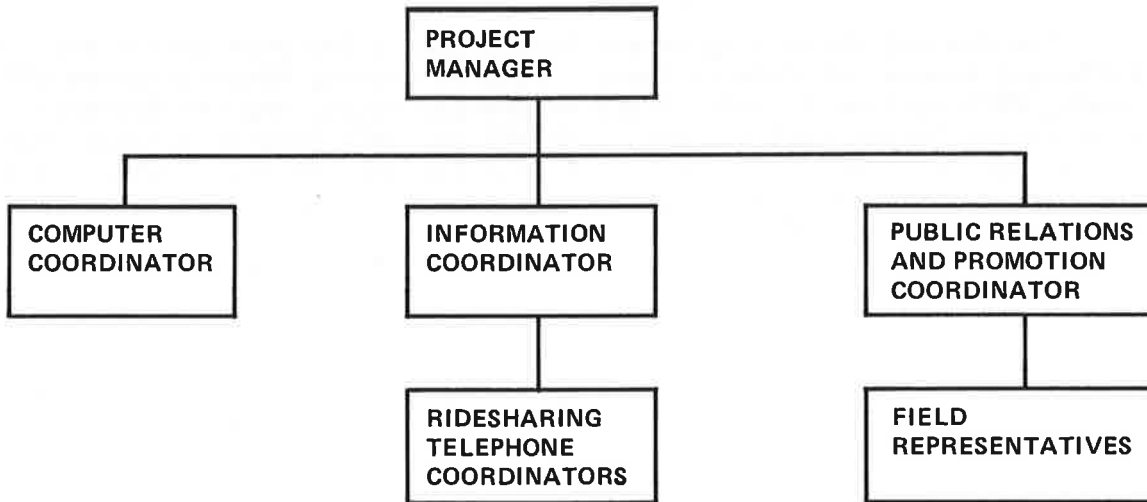 PROJECT
MANAGER
COMPUTER
COORDINATOR
INFORMATION
COORDINATOR
PUBLIC RELATIONS
AND PROMOTION
COORDINATOR
RIDESHARING
TELEPHONE
COORDINATORS
FIELD
REPRESENTATIVES